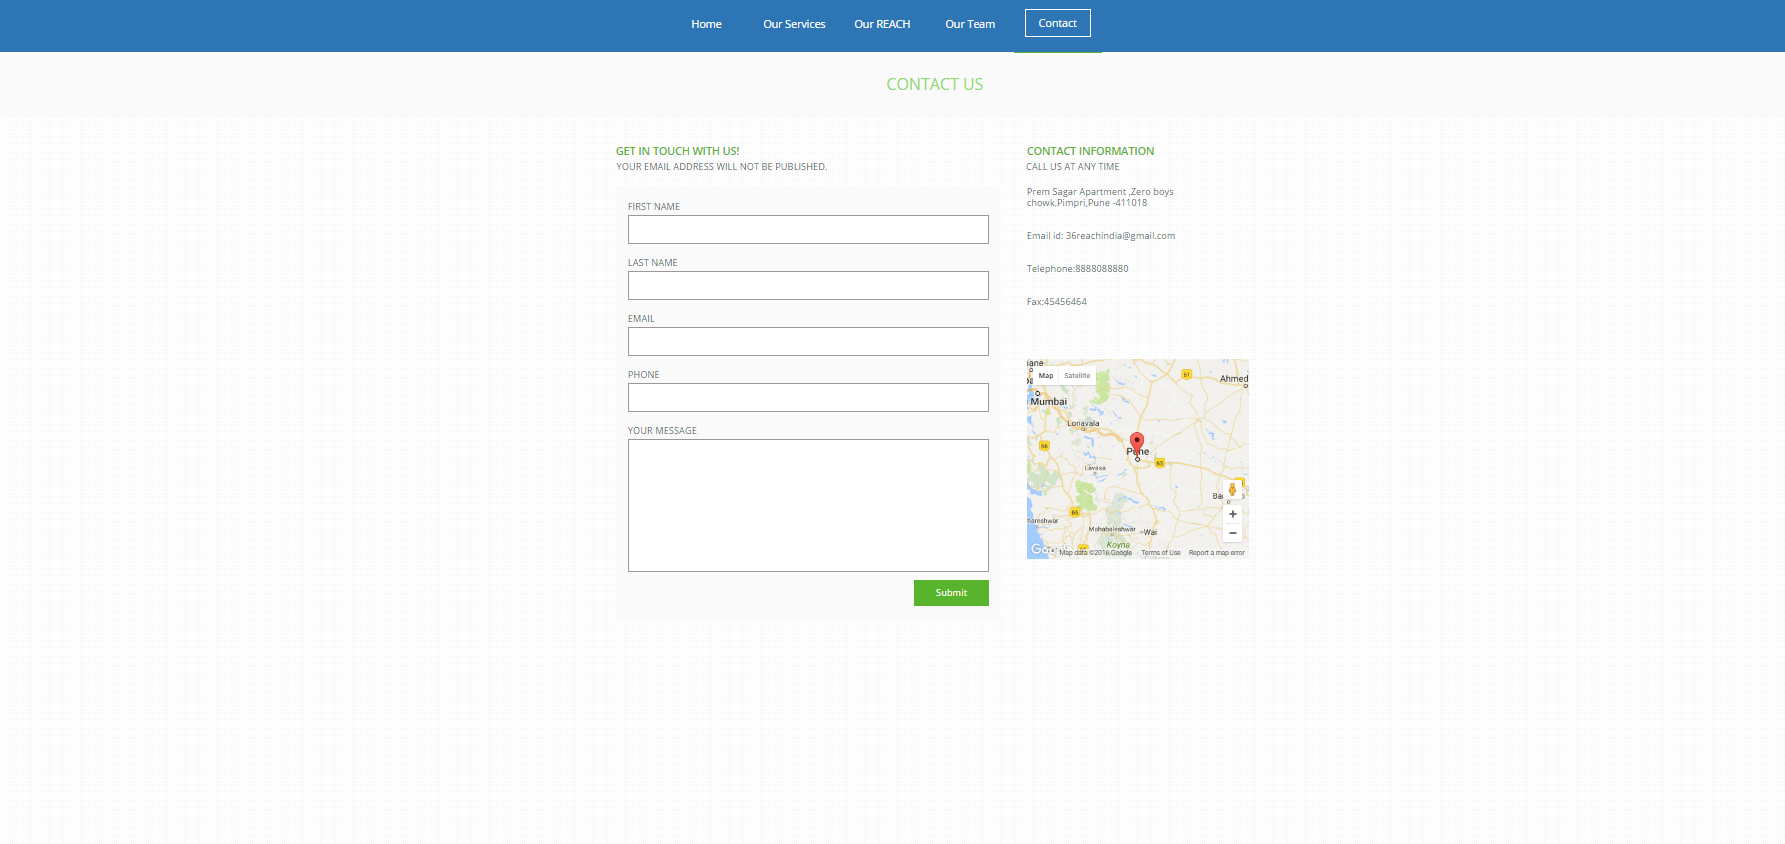 Home Our Services Our REACH Our Team Contact
CONTACT US
GET IN TOUCH WITH US!
YOUR EMAIL ADDRESS WILL NOT BE PUBLISHED.
FIRST NAME
LAST NAME
EMAIL
PHONE
YOUR MESSAGE
Submit
CONTACT INFORMATION
CALL US AT ANY TIME
Prem Sagar Apartment ,Zero boys
chowk,Pimpri,Pune -411018
Email id: 36reachindia@gmail.com
Telephone:8888088880
Fax:45456464
Map Satellite
61
Ahmed
Mumbai
Lonavala
66
Pune
65
Lavasa
66
Mahabaleshwar
Wai
Koyna
Map data ©2016 Google Terms of Use Report a map error